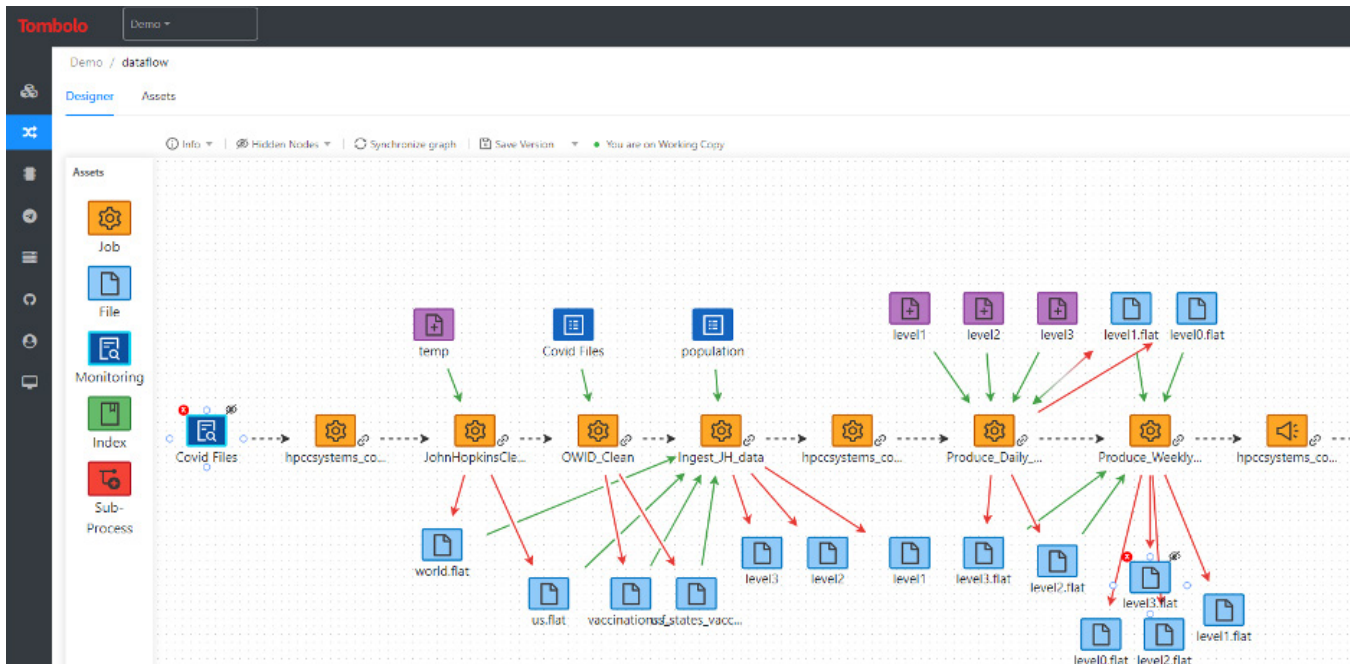 Tombolo
Demo
Demo / dataflow
Designer Assets
Info Hidden Nodes Synchronize graph Save Version You are on Working Copy
Assets
Job
File
Monitoring
Index
Sub-
Process
level1 level2 level3 level1.flat level0.flat
temp Covid Files population
Covid Files hpccsystems_co... JohnHopkinsCle... OWID_Clean Ingest_JH_data hpccsystems_co... Produce_Daily_... Produce_Weekly... hpccsystems_co...
world.flat level3 level2 level1 level3.flat level2.flat level3.flat
us.flat vaccinations states_vacc... level1.flat
level0.flat level2.flat